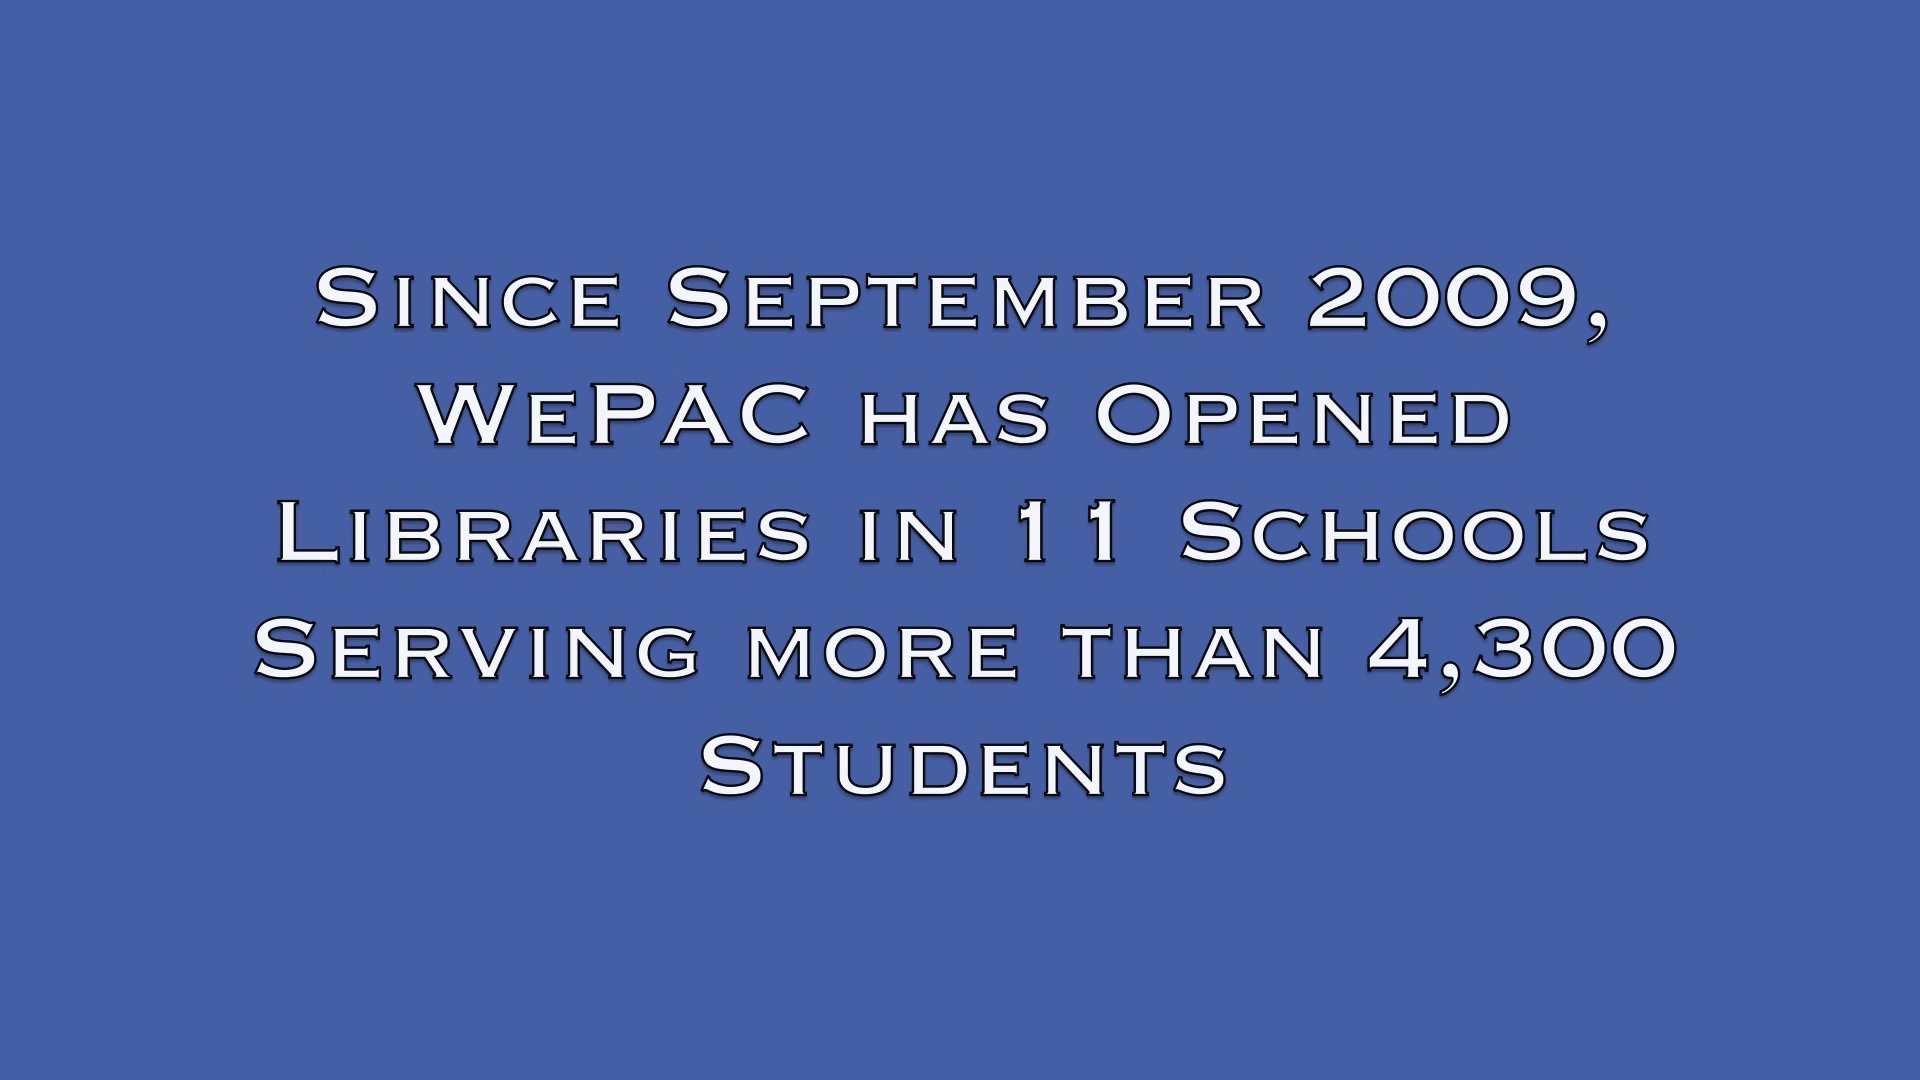 Since September 2009,
WePAC has Opened
Libraries in 11 Schools
Serving more than 4,300
Students